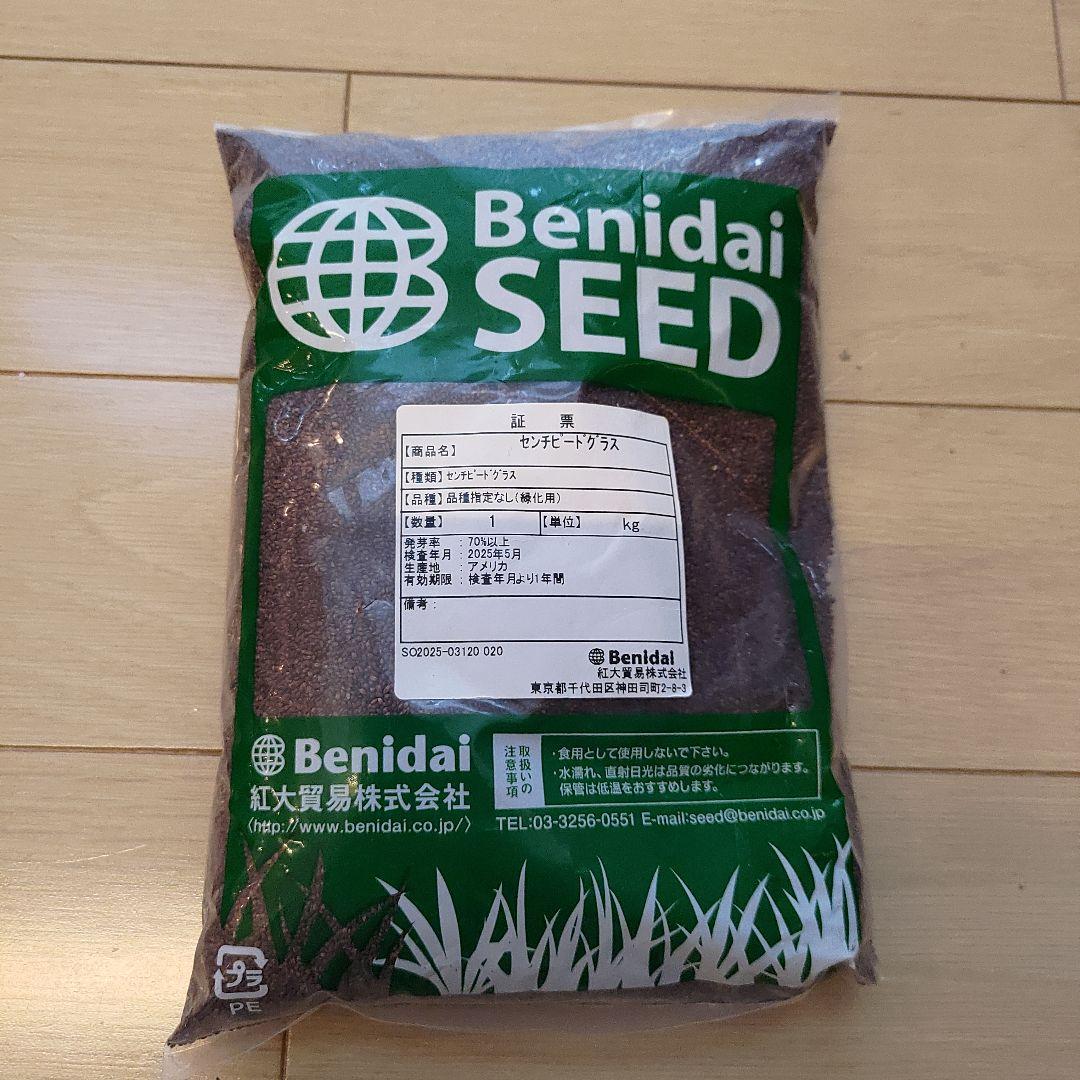 Benidai
SEED
証 票
【商品名】 センチピードグラス
【種類】センチピードグラス
【品種】品種指定なし(緑化用)
【数量】 1 【単位】 kg
発芽率 : 70%以上
検査年月 : 2025年5月
生産地 : アメリカ
有効期限 : 検査年月より1年間
備考 :
SO2025-03120 020
Benidai
紅大貿易株式会社
東京都千代田区神田司町2-8-3
Benidai
紅大貿易株式会社
〈http://www.benidai.co.jp/〉
取扱いの
注意事項
・食用として使用しないで下さい。
・水濡れ、直射日光は品質の劣化につながります。
保管は低温をおすすめします。
TEL:03-3256-0551 E-mail:seed@benidai.co.jp
プラ
PE